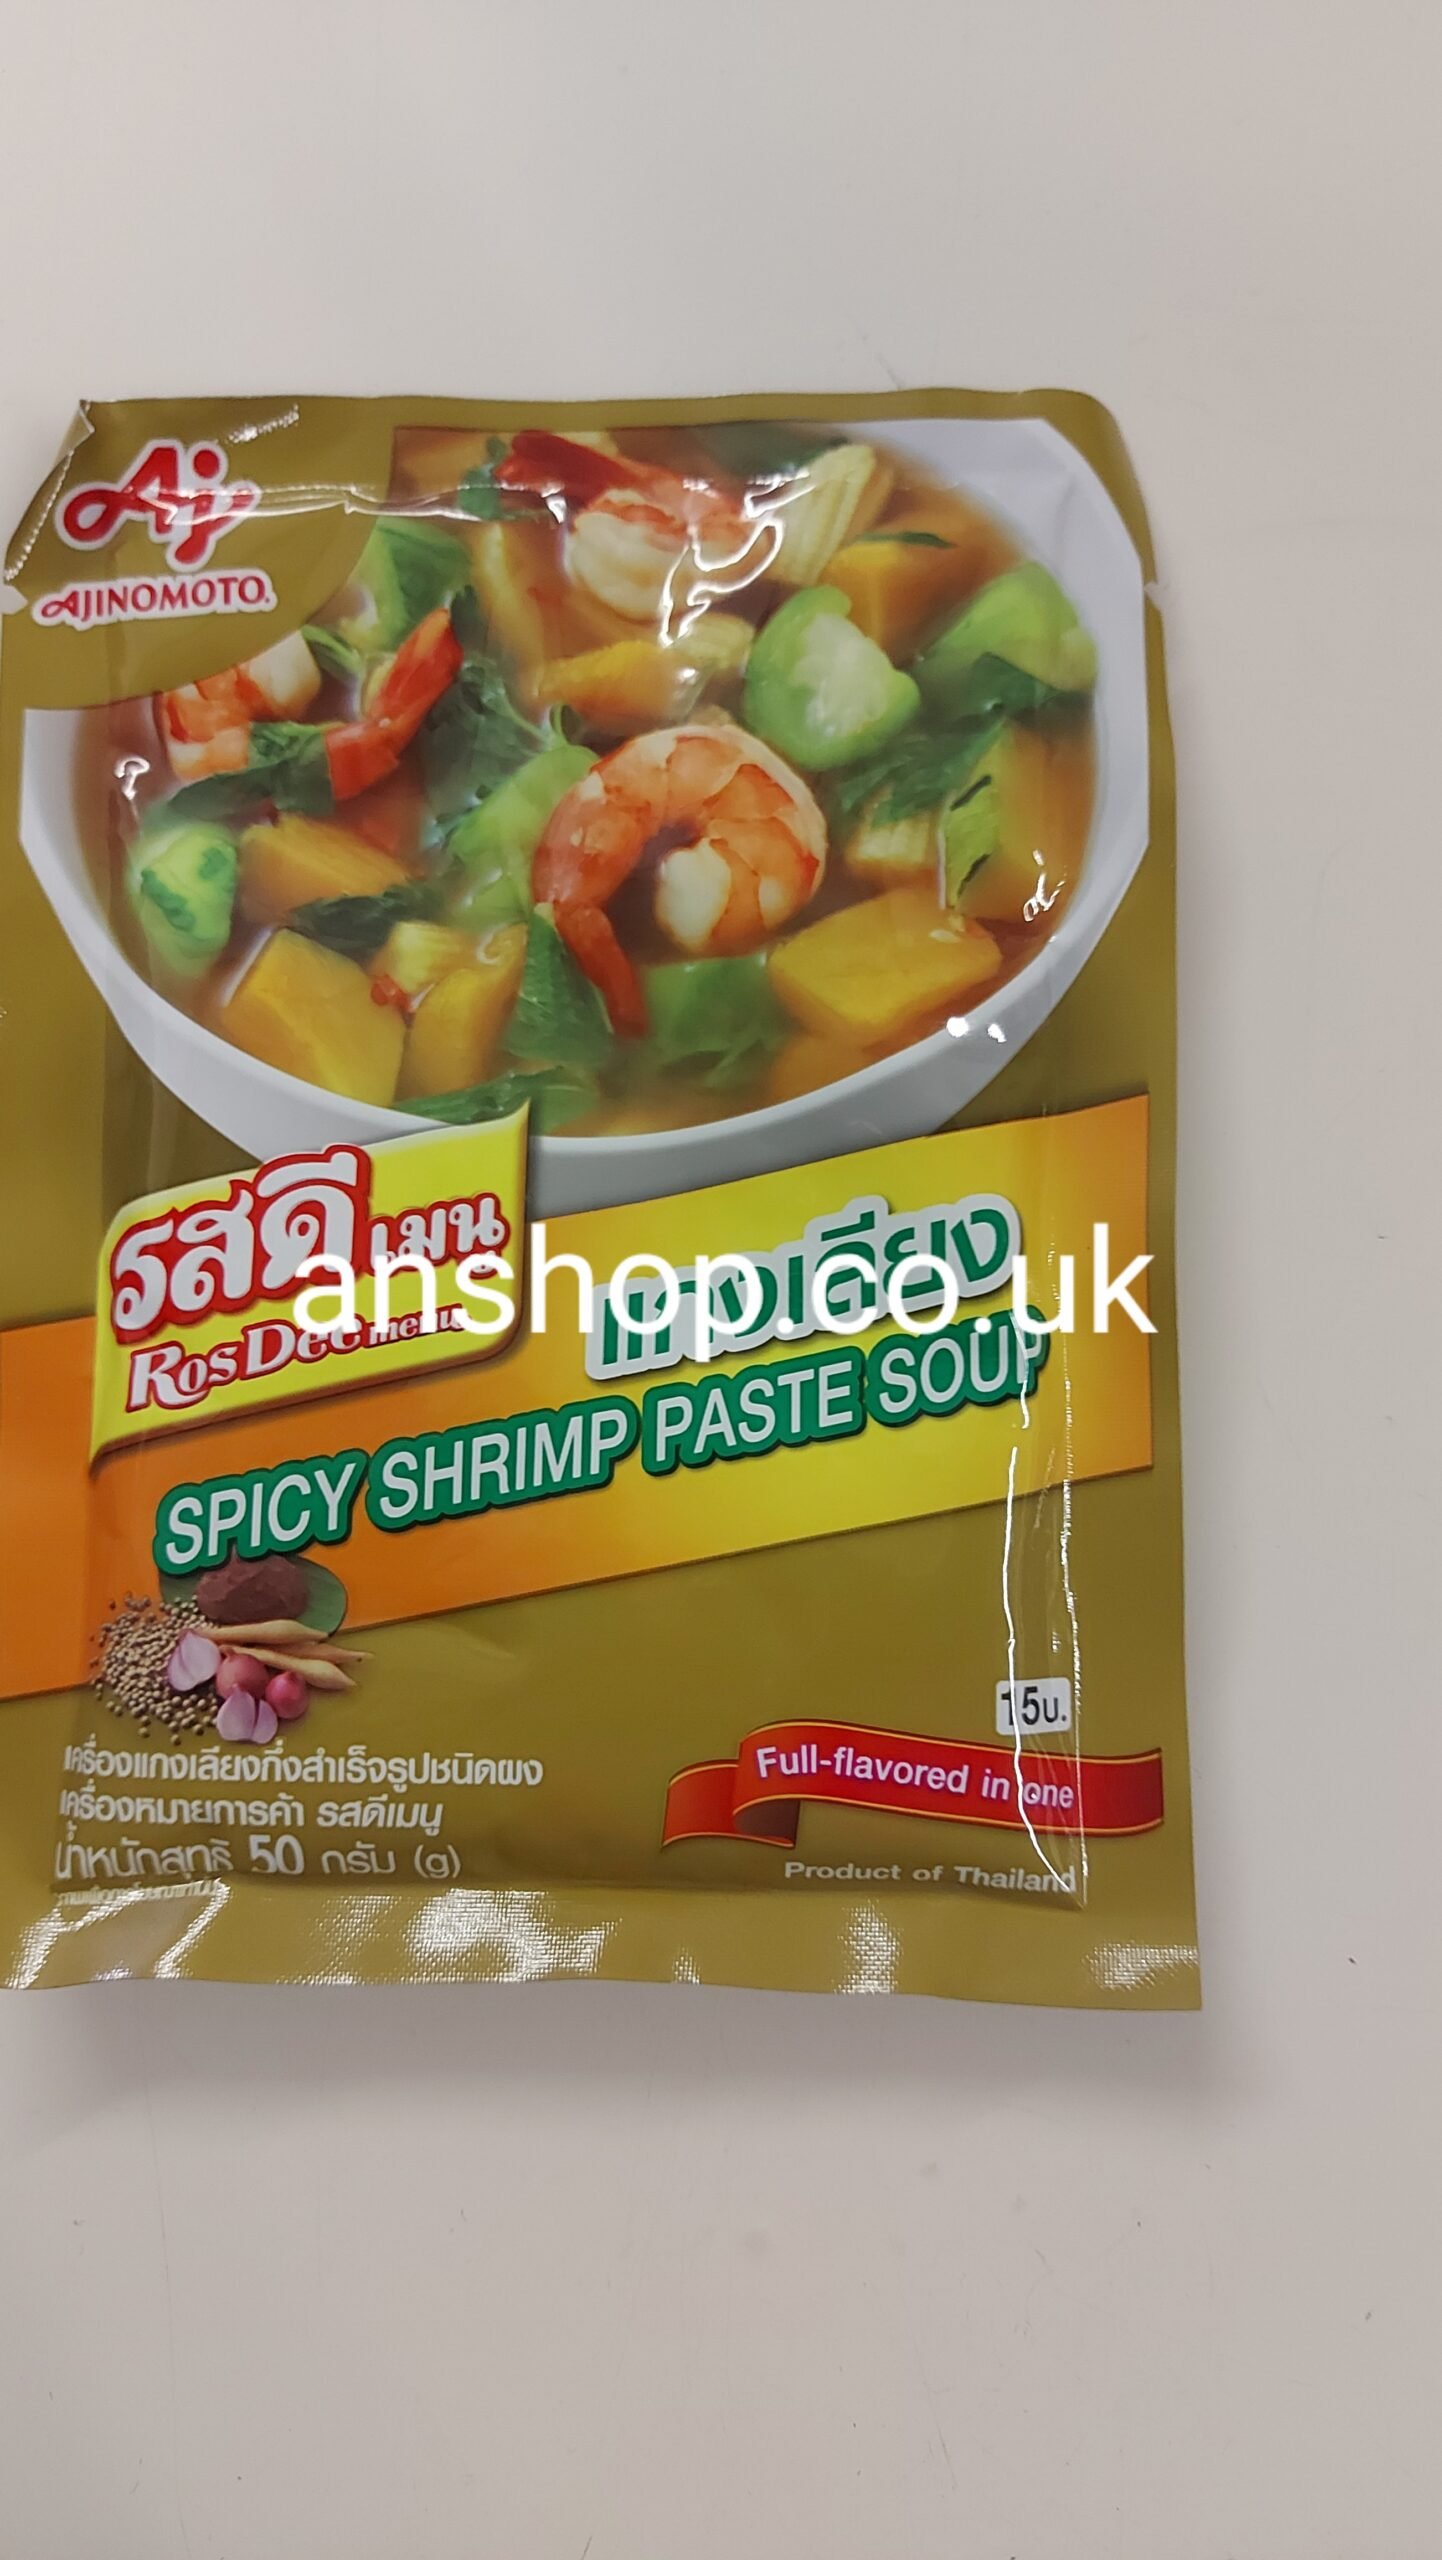 Aj
AJINOMOTO.
รสดี เมนู
RosDee menu
แกงเลียง
anshop.co.uk
SPICY SHRIMP PASTE SOUP
15บ.
Full-flavored in one
เครื่องแกงเลียงกึ่งสำเร็จรูปชนิดผง
เครื่องหมายการค้า รสดีเมนู
น้ำหนักสุทธิ 50 กรัม (g)
Product of Thailand